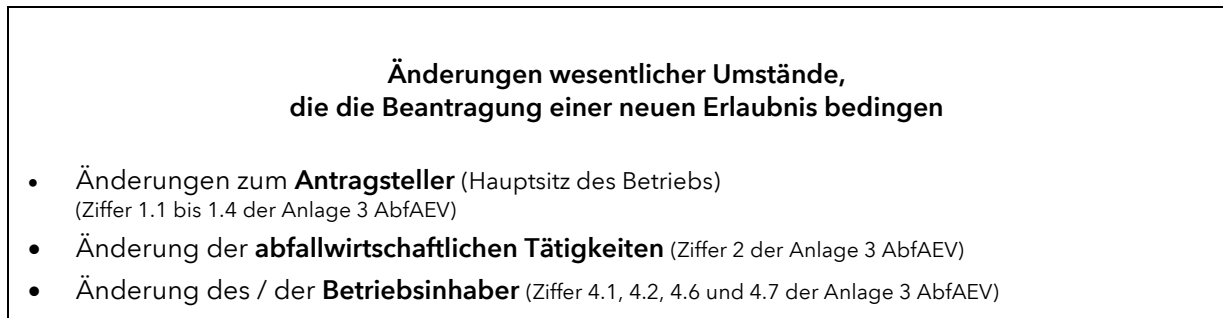 Änderungen wesentlicher Umstände,
die die Beantragung einer neuen Erlaubnis bedingen
• Änderungen zum Antragsteller (Hauptsitz des Betriebs)
(Ziffer 1.1 bis 1.4 der Anlage 3 AbfAEV)
• Änderung der abfallwirtschaftlichen Tätigkeiten (Ziffer 2 der Anlage 3 AbfAEV)
• Änderung des / der Betriebsinhaber (Ziffer 4.1, 4.2, 4.6 und 4.7 der Anlage 3 AbfAEV)